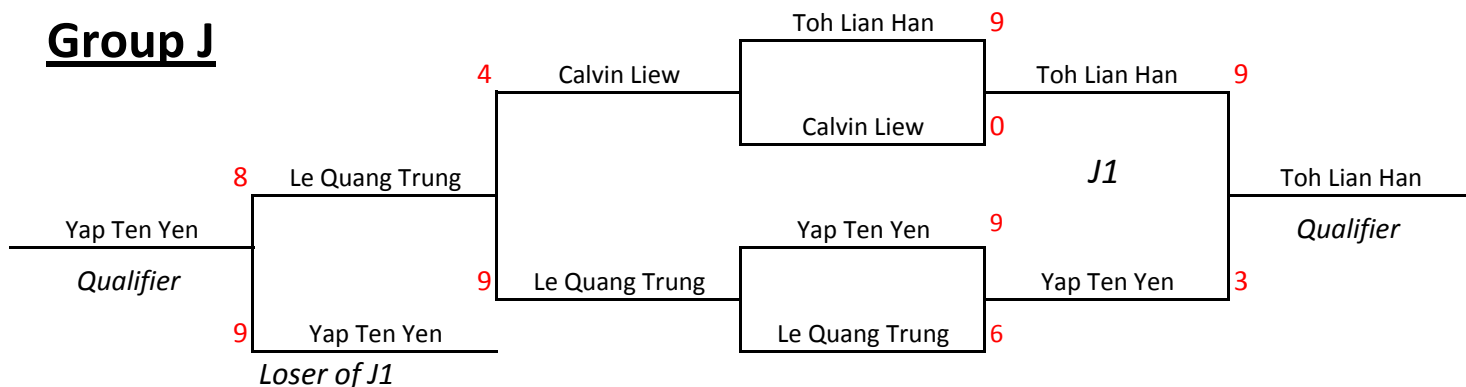 Group J
Toh Lian Han 9
4 Calvin Liew Toh Lian Han 9
Calvin Liew 0
8 Le Quang Trung J1 Toh Lian Han
Yap Ten Yen Yap Ten Yen 9 Qualifier
Qualifier 9 Le Quang Trung Yap Ten Yen 3
9 Yap Ten Yen Le Quang Trung 6
Loser of J1